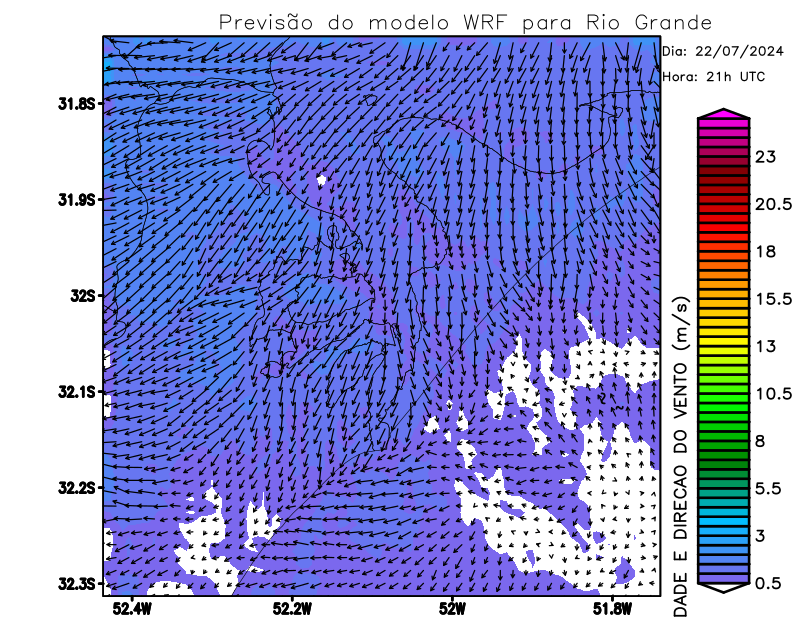 Previsão do modelo WRF para Rio Grande
Dia: 22/07/2024
Hora: 21h UTC
31.8S
31.9S
32S
32.1S
32.2S
32.3S
52.4W
52.2W
52W
51.8W
23
20.5
18
15.5
13
10.5
8
5.5
3
0.5
DADE E DIRECAO DO VENTO (m/s)